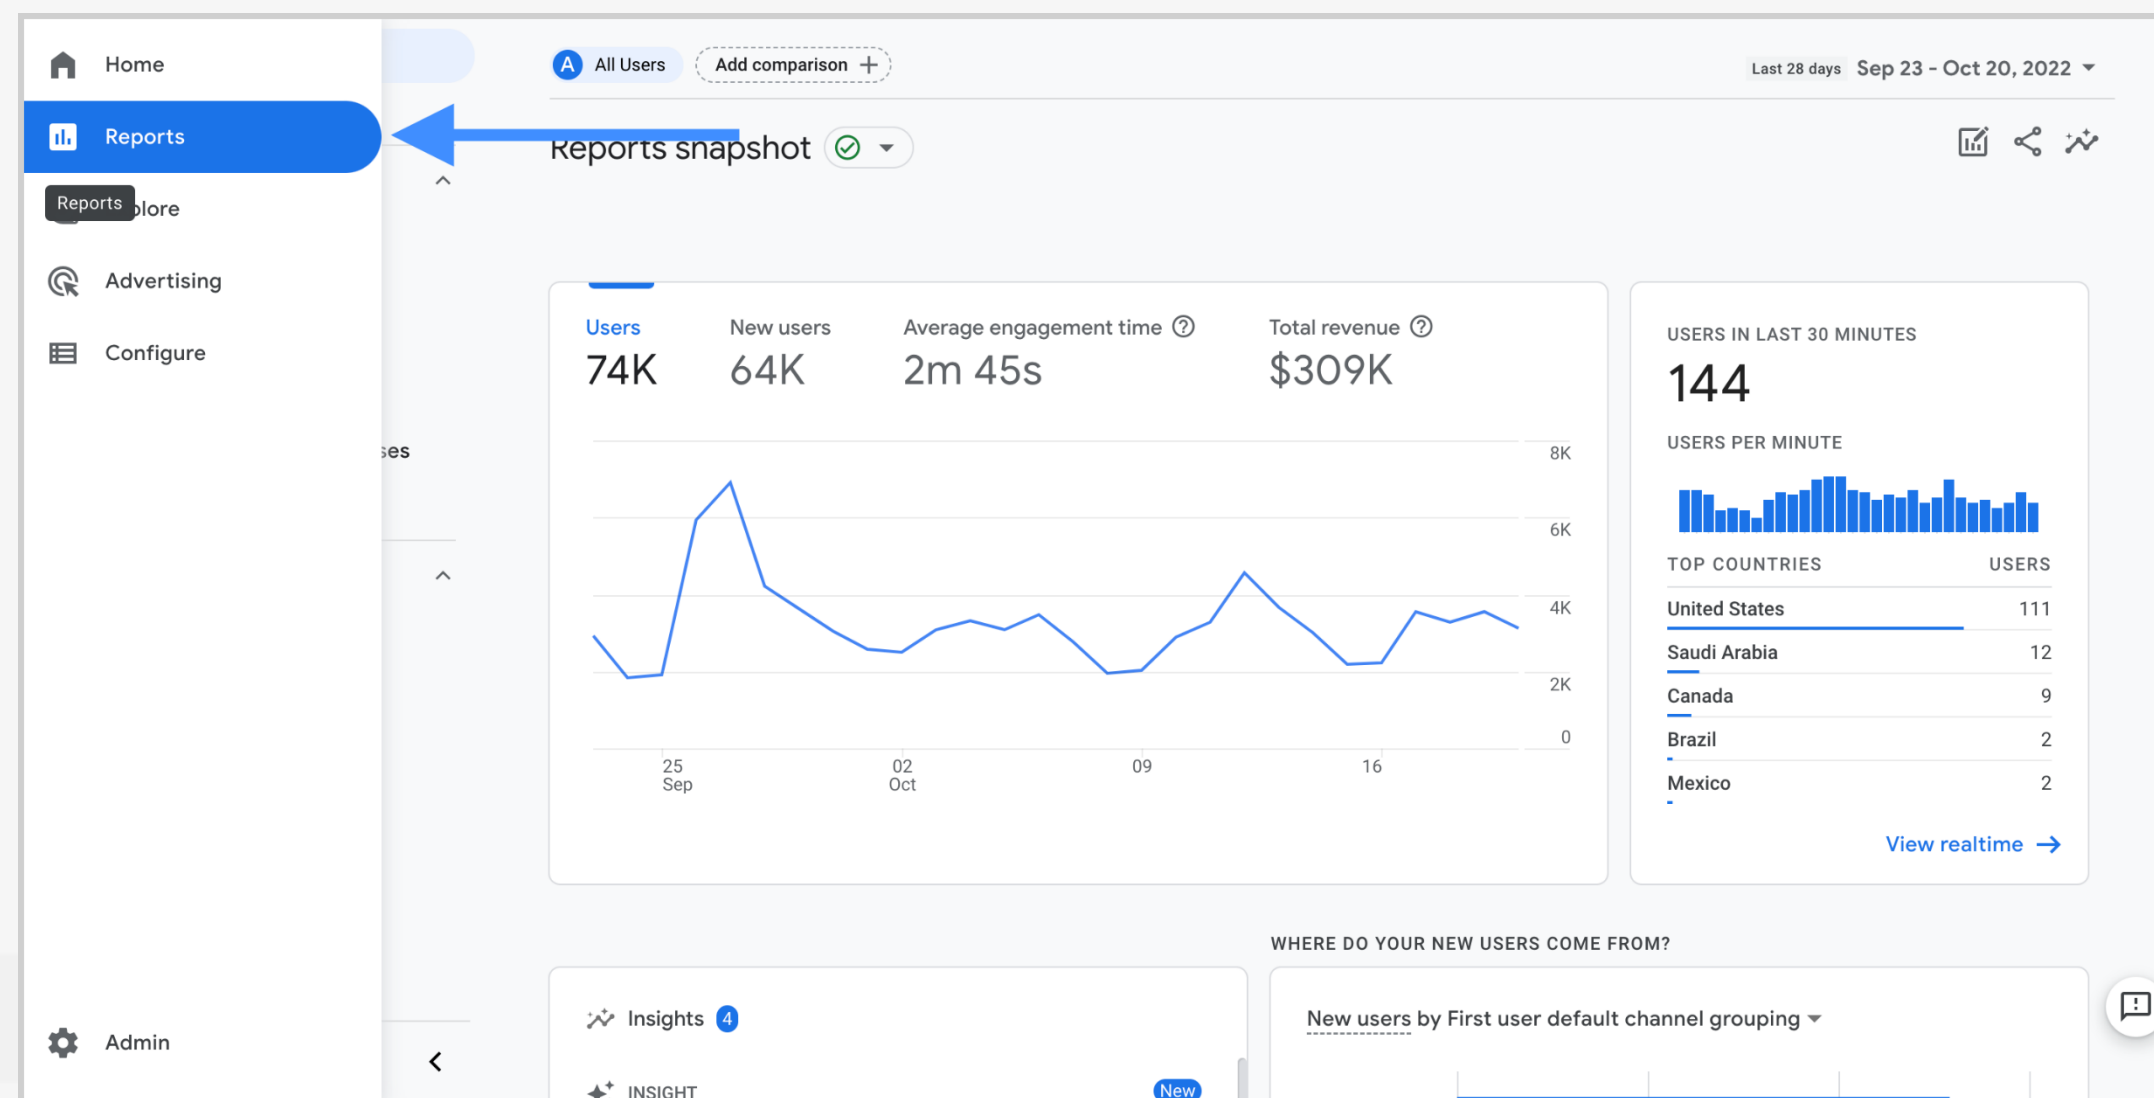 Home
Reports
Reports
plore
Advertising
Configure
Admin
ses
A All Users
Add comparison +
Last 28 days Sep 23 - Oct 20, 2022
Reports snapshot
Users
74K
New users
64K
Average engagement time
2m 45s
Total revenue
$309K
8K
6K
4K
2K
0
25
Sep
02
Oct
09
16
USERS IN LAST 30 MINUTES
144
USERS PER MINUTE
TOP COUNTRIES USERS
United States 111
Saudi Arabia 12
Canada 9
Brazil 2
Mexico 2
View realtime →
Insights 4
INSIGHT New
WHERE DO YOUR NEW USERS COME FROM?
New users by First user default channel grouping